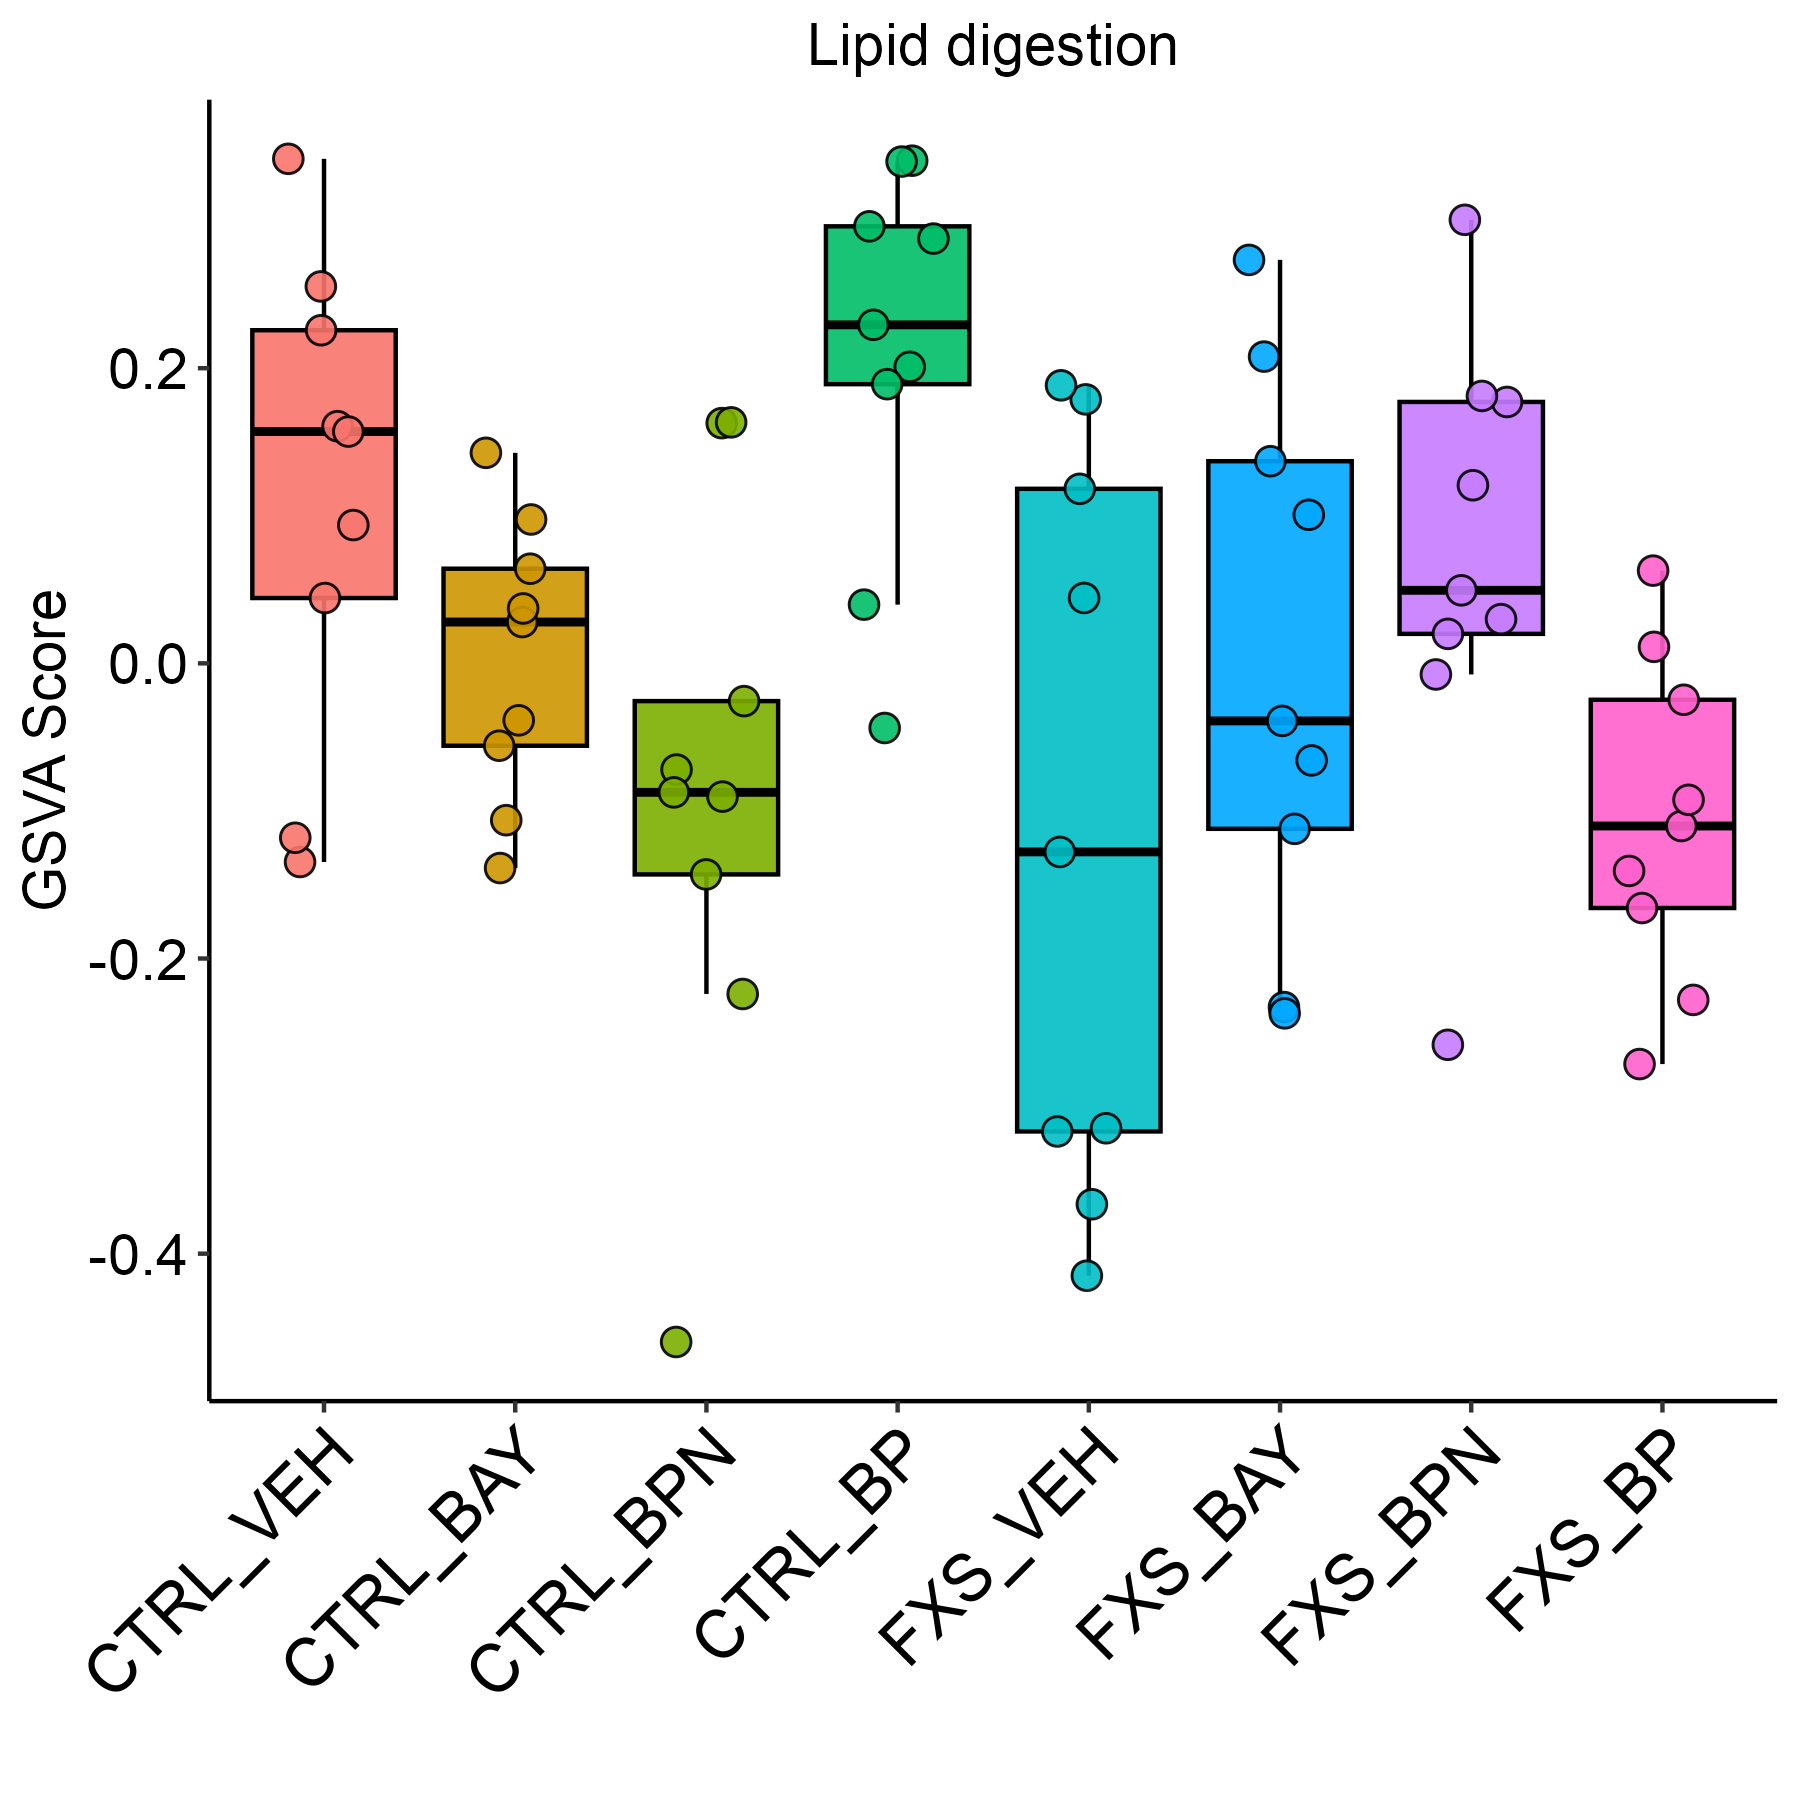 Lipid digestion
GSVA Score
0.2
0.0
-0.2
-0.4
CTRL_VEH
CTRL_BAY
CTRL_BPN
CTRL_BP
FXS_VEH
FXS_BAY
FXS_BPN
FXS_BP